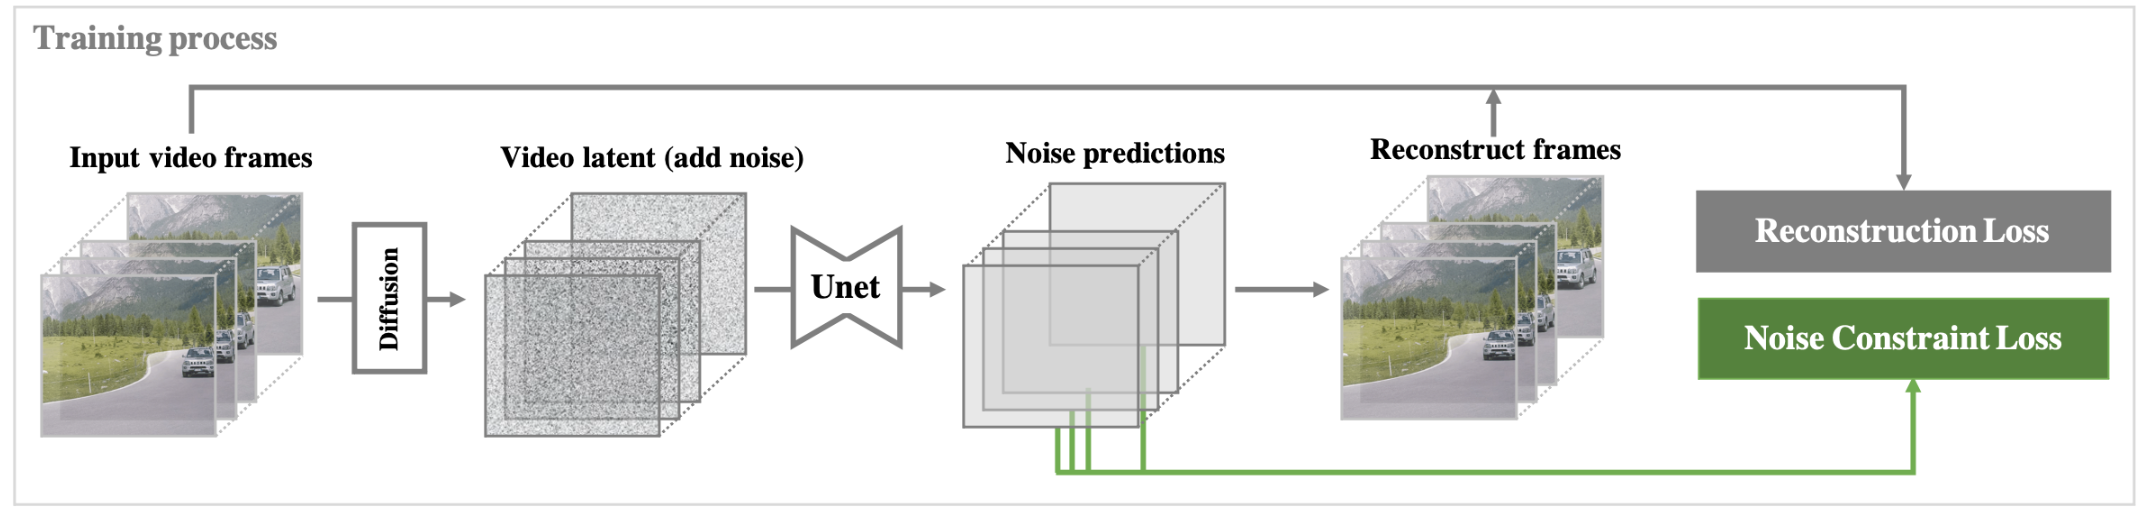 Training process
Input video frames
Video latent (add noise)
Noise predictions
Reconstruct frames
Diffusion
Unet
Reconstruction Loss
Noise Constraint Loss